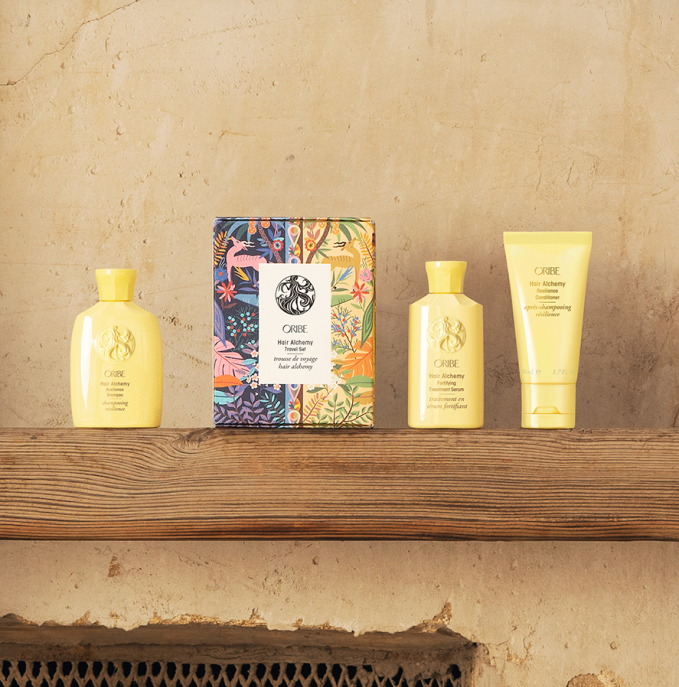 ORIBE
Hair Alchemy
Resilience
Shampoo
shampooing
résilience
ORIBE
Hair Alchemy
Travel Set
trousse de voyage
hair alchemy
ORIBE
Hair Alchemy
Fortifying
Treatment Serum
traitement en
sérum fortifiant
ORIBE
Hair Alchemy
Resilience
Conditioner
après-shampooing
résilience